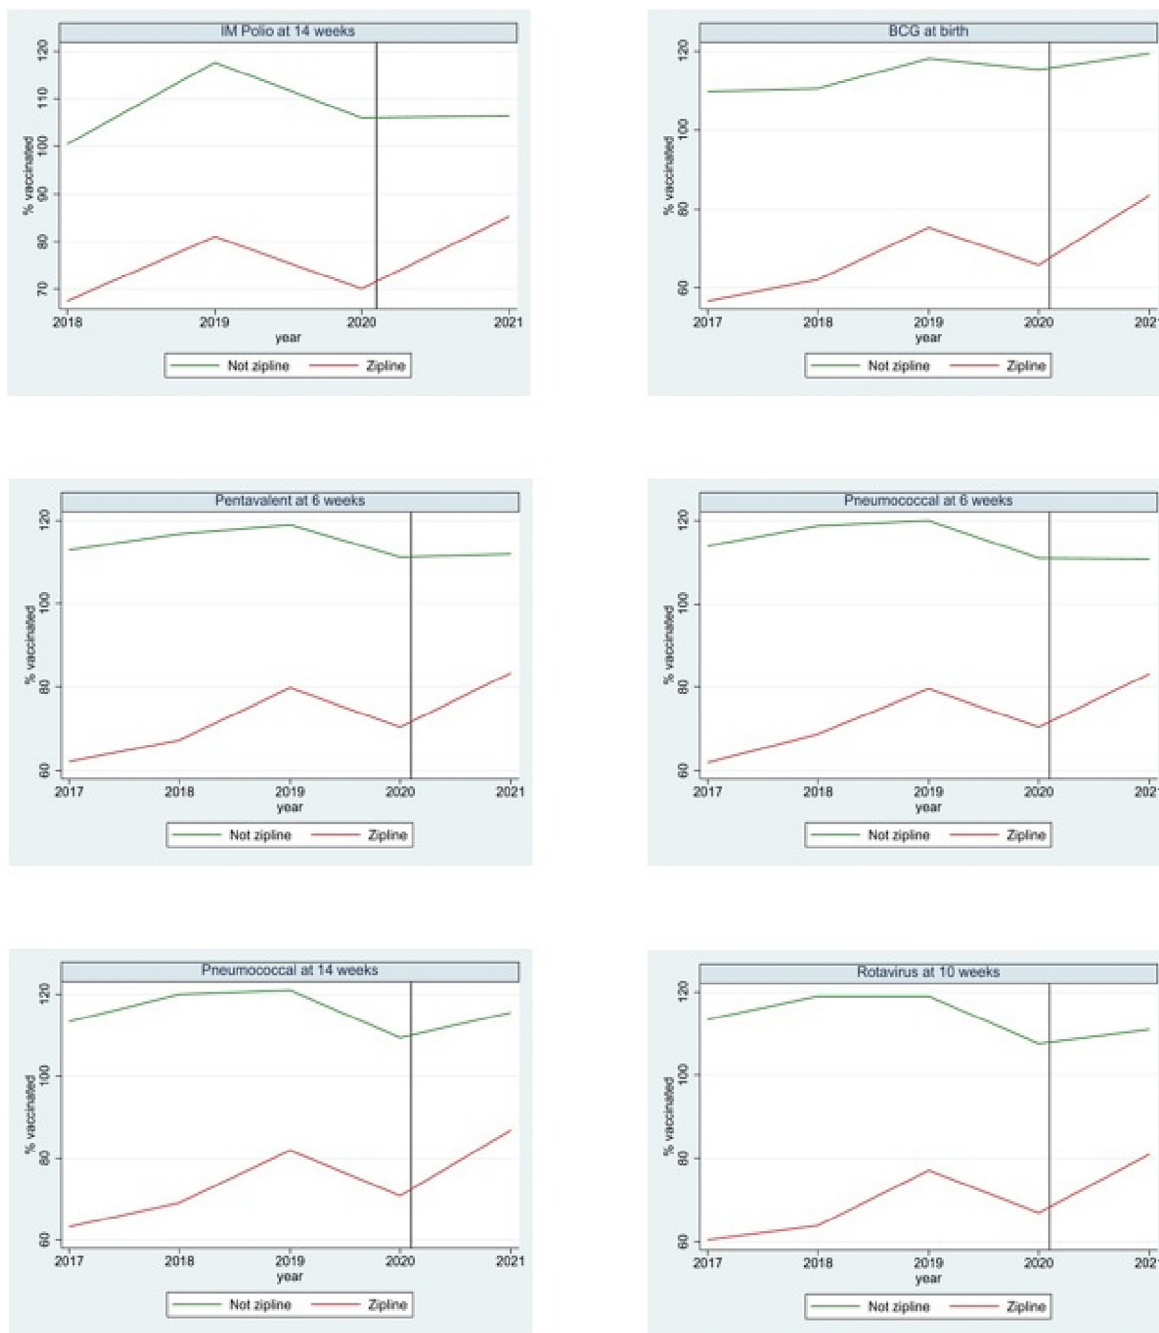 IM Polio at 14 weeks
120
110
100
90
80
70
% vaccinated
2018 2019 2020 2021
year
Not zipline Zipline
BCG at birth
120
100
80
60
% vaccinated
2017 2018 2019 2020 2021
year
Not zipline Zipline
Pentavalent at 6 weeks
120
100
80
60
% vaccinated
2017 2018 2019 2020 2021
year
Not zipline Zipline
Pneumococcal at 6 weeks
120
100
80
60
% vaccinated
2017 2018 2019 2020 202
year
Not zipline Zipline
Pneumococcal at 14 weeks
120
100
80
60
% vaccinated
2017 2018 2019 2020 2021
year
Not zipline Zipline
Rotavirus at 10 weeks
120
100
80
60
% vaccinated
2017 2018 2019 2020 202
year
Not zipline Zipline